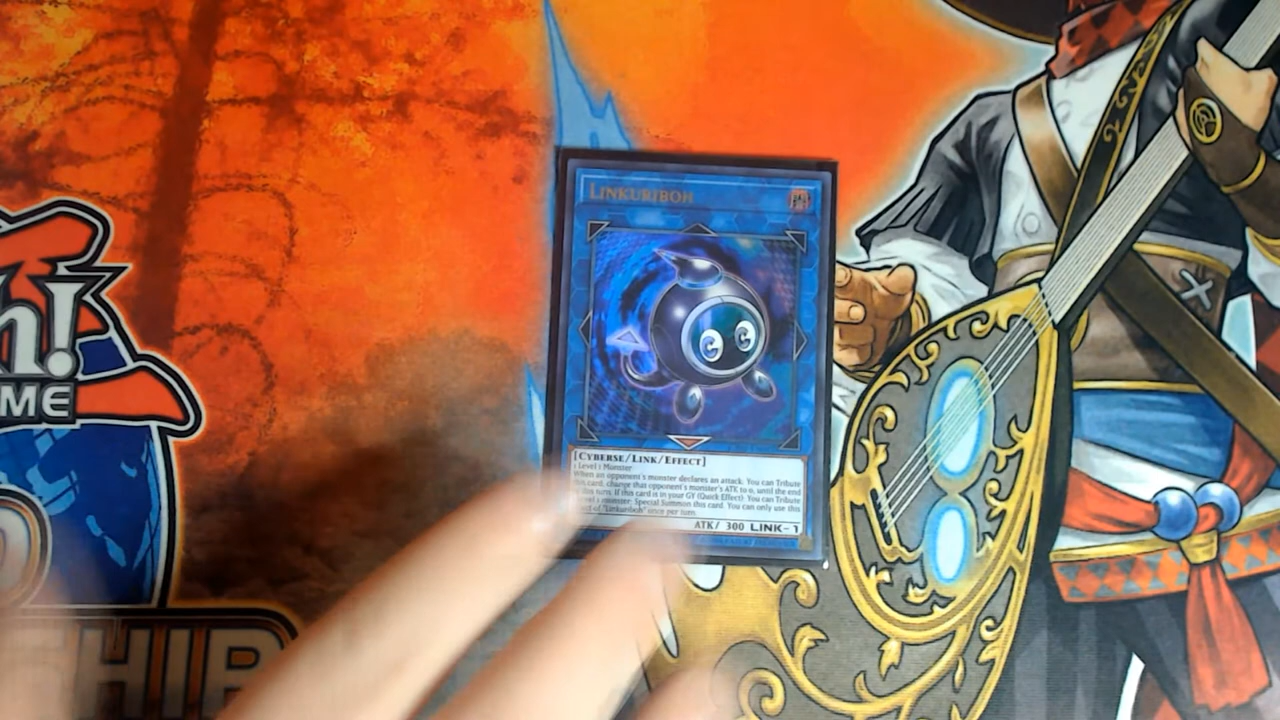 LINKURIBOH
h!
AME
HIP
[CYBERSE/LINK/EFFECT]
1 Level 1 Monster
When an opponent's monster declares an attack: You can Tribute
this card; change that opponent's monster's ATK to 0, until the end
of this turn. If this card is in your GY (Quick Effect): You can Tribute
Level 1 monster; Special Summon this card. You can only use this
effect of "Linkuriboh" once per turn.
ATK/ 300 LINK-1